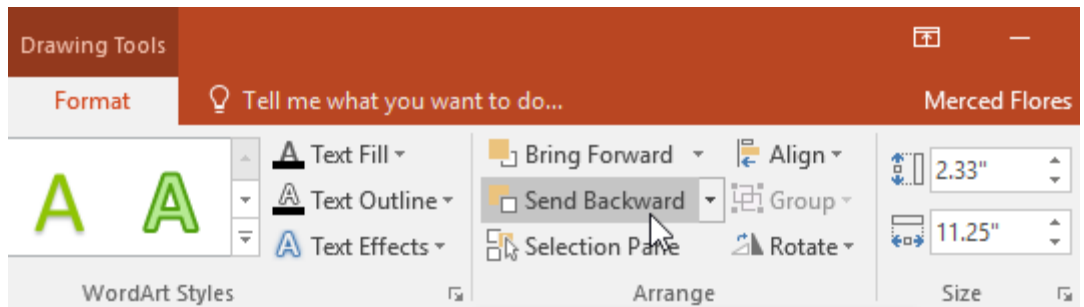 Drawing Tools
Format Tell me what you want to do... Merced Flores
A A A Text Fill Bring Forward Align 2.33"
A Text Outline Send Backward Group
A Text Effects Selection Pane Rotate 11.25"
WordArt Styles Arrange Size